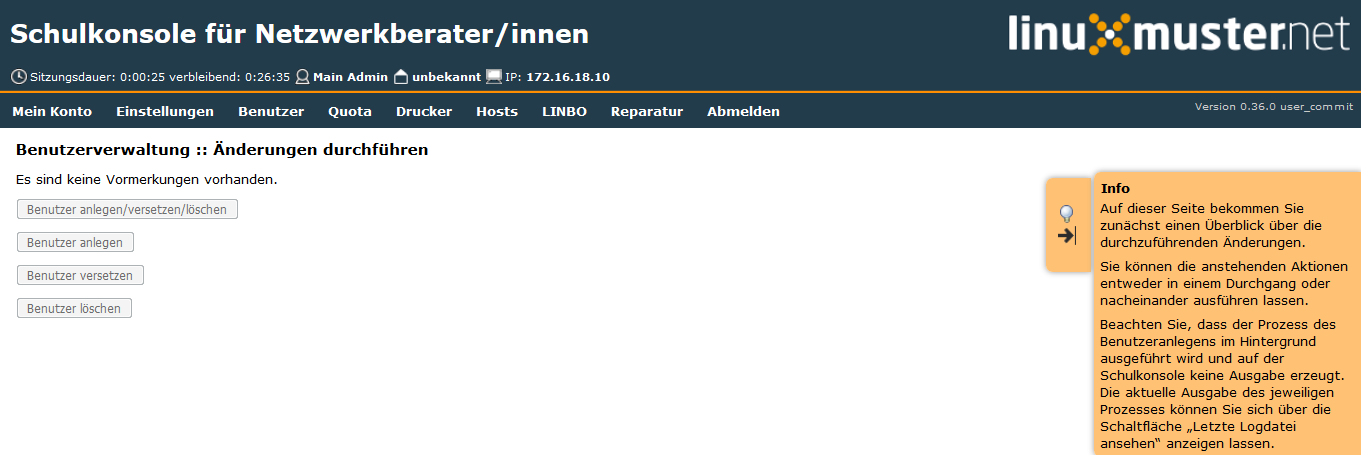 Schulkonsole für Netzwerkberater/innen
linuxmuster.net
Sitzungsdauer: 0:00:25 verbleibend: 0:26:35 Main Admin unbekannt IP: 172.16.18.10
Mein Konto Einstellungen Benutzer Quota Drucker Hosts LINBO Reparatur Abmelden
Version 0.36.0 user_commit
Benutzerverwaltung :: Änderungen durchführen
Es sind keine Vormerkungen vorhanden.
Benutzer anlegen/versetzen/löschen
Benutzer anlegen
Benutzer versetzen
Benutzer löschen
Info
Auf dieser Seite bekommen Sie
zunächst einen Überblick über die
durchzuführenden Änderungen.
Sie können die anstehenden Aktionen
entweder in einem Durchgang oder
nacheinander ausführen lassen.
Beachten Sie, dass der Prozess des
Benutzeranlegens im Hintergrund
ausgeführt wird und auf der
Schulkonsole keine Ausgabe erzeugt.
Die aktuelle Ausgabe des jeweiligen
Prozesses können Sie sich über die
Schaltfläche „Letzte Logdatei
ansehen“ anzeigen lassen.